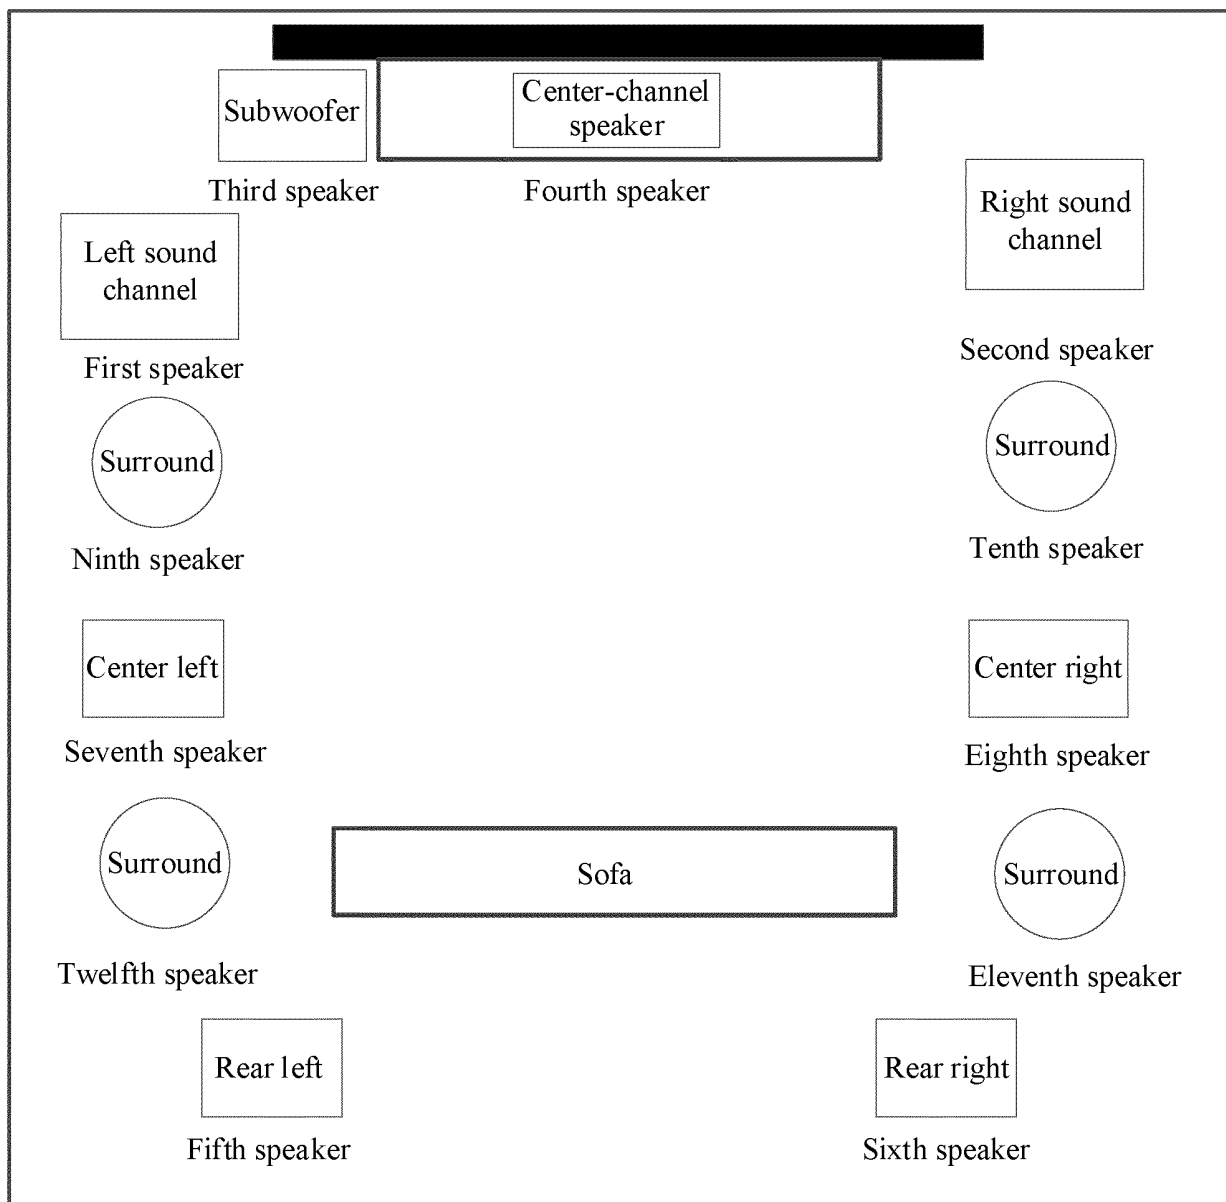 Subwoofer
Center-channel
speaker
Third speaker
Fourth speaker
Right sound
channel
Left sound
channel
Second speaker
First speaker
Surround
Surround
Ninth speaker
Tenth speaker
Center left
Center right
Seventh speaker
Eighth speaker
Surround
Sofa
Surround
Twelfth speaker
Eleventh speaker
Rear left
Rear right
Fifth speaker
Sixth speaker